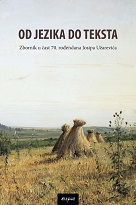 OD JEZIKA DO TEKSTA
Zbornik u čast 70. rođendana Josipa Užarevića